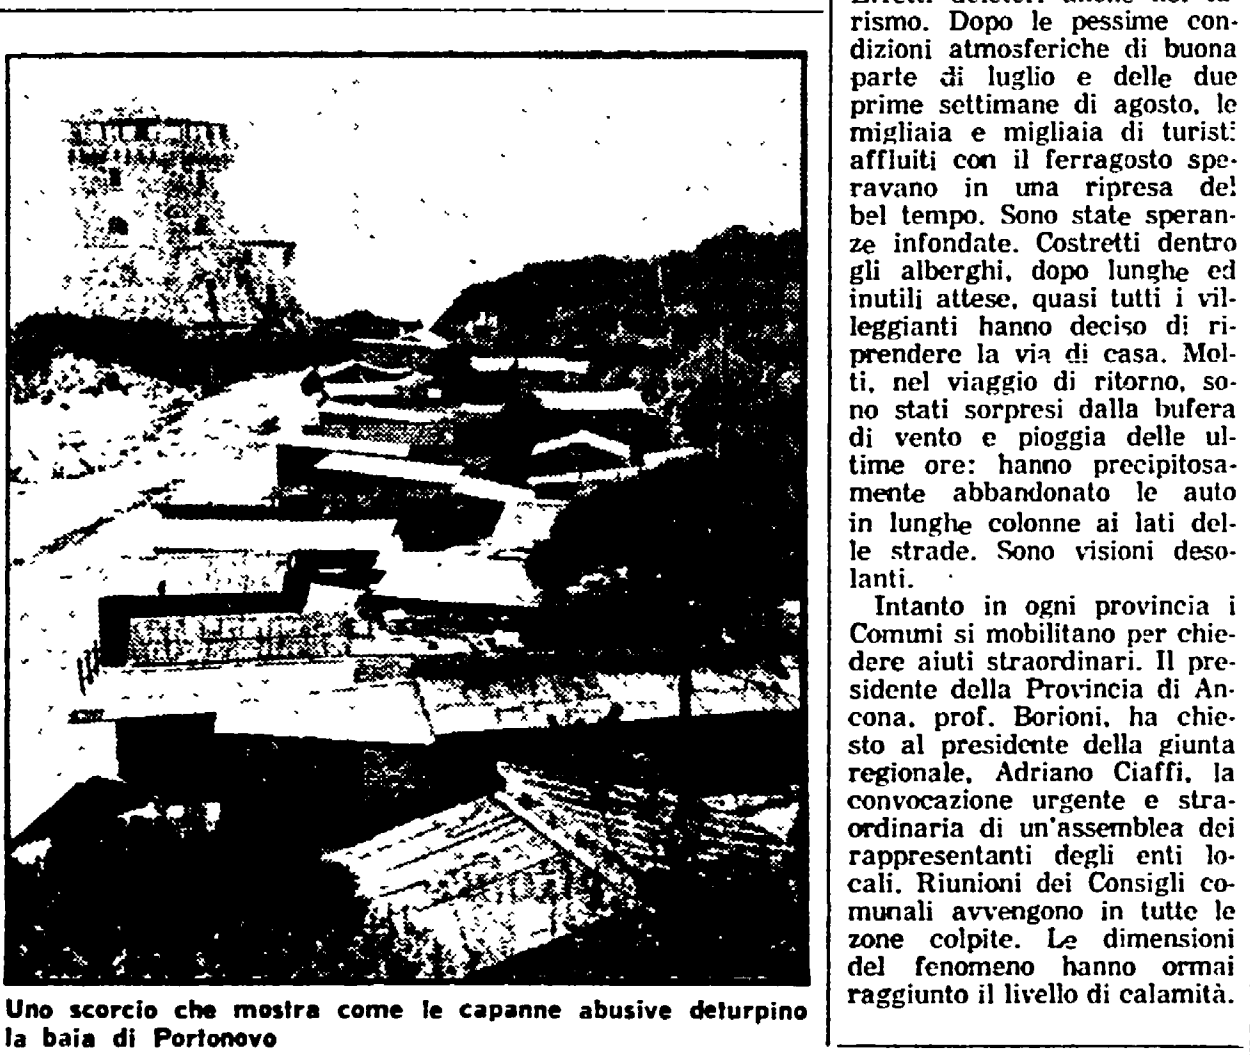 Uno scorcio che mostra come le capanne abusive deturpino
la baia di Portonovo
rismo. Dopo le pessime con-
dizioni atmosferiche di buona
parte di luglio e delle due
prime settimane di agosto, le
migliaia e migliaia di turisti
affluiti con il ferragosto spe-
ravano in una ripresa del
bel tempo. Sono state speran-
ze infondate. Costretti dentro
gli alberghi, dopo lunghe ed
inutili attese, quasi tutti i vil-
leggianti hanno deciso di ri-
prendere la via di casa. Mol-
ti, nel viaggio di ritorno, so-
no stati sorpresi dalla bufera
di vento e pioggia delle ul-
time ore: hanno precipitosa-
mente abbandonato le auto
in lunghe colonne ai lati del-
le strade. Sono visioni deso-
lanti.
Intanto in ogni provincia i
Comuni si mobilitano per chie-
dere aiuti straordinari. Il pre-
sidente della Provincia di An-
cona, prof. Borioni, ha chie-
sto al presidente della giunta
regionale, Adriano Ciaffi, la
convocazione urgente e stra-
ordinaria di un'assemblea dei
rappresentanti degli enti lo-
cali. Riunioni dei Consigli co-
munali avvengono in tutte le
zone colpite. Le dimensioni
del fenomeno hanno ormai
raggiunto il livello di calamità.